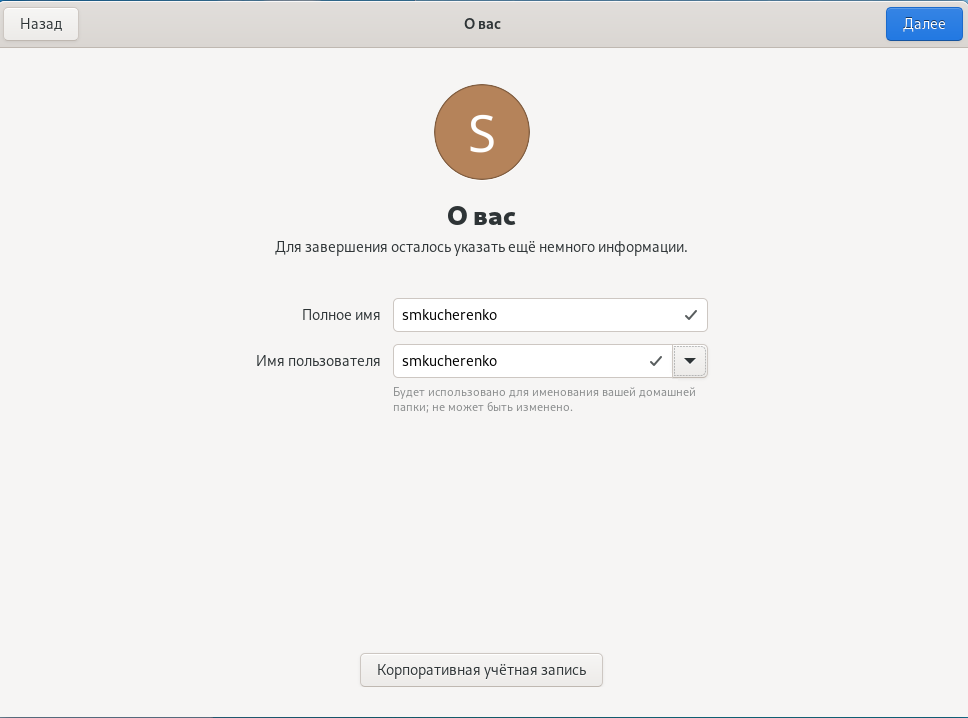 Назад
О вас
Далее
S
О вас
Для завершения осталось указать ещё немного информации.
Полное имя
smkucherenko
Имя пользователя
smkucherenko
Будет использовано для именования вашей домашней
папки; не может быть изменено.
Корпоративная учётная запись